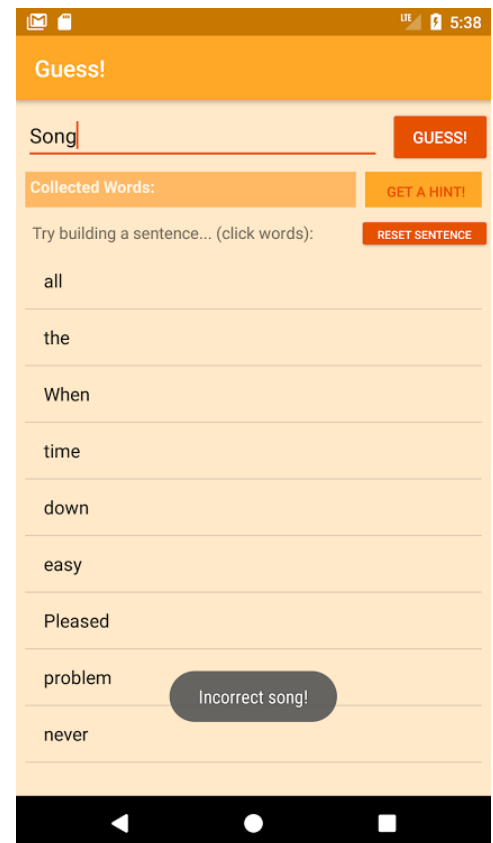 LTE 5:38
Guess!
Song GUESS!
Collected Words: GET A HINT!
Try building a sentence... (click words): RESET SENTENCE
all
the
When
time
down
easy
Pleased
problem
Incorrect song!
never